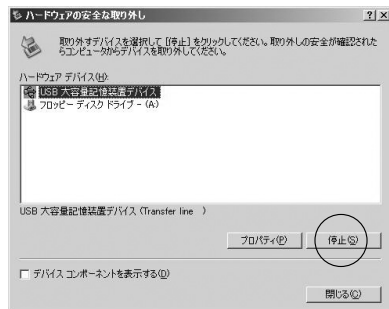 ハードウェアの安全な取り外し
取り外すデバイスを選択して [停止] をクリックしてください。取り外しの安全が確認された
らコンピュータからデバイスを取り外してください。
ハードウェア デバイス(H):
USB 大容量記憶装置デバイス
フロッピー ディスク ドライブ - (A:)
USB 大容量記憶装置デバイス (Transfer line )
プロパティ(P)
停止(S)
デバイス コンポーネントを表示する(D)
閉じる(C)